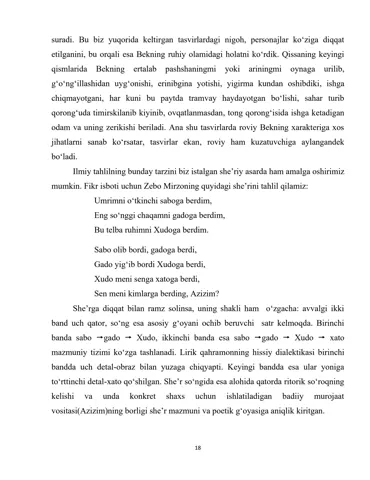 suradi. Bu biz yuqorida keltirgan tasvirlardagi nigoh, personajlar ko‘ziga diqqat
etilganini, bu orqali esa Bekning ruhiy olamidagi holatni ko‘rdik. Qissaning keyingi
qismlarida Bekning ertalab pashshaningmi yoki ariningmi oynaga urilib,
g‘o‘ng‘illashidan uyg‘onishi, erinibgina yotishi, yigirma kundan oshibdiki, ishga
chiqmayotgani, har kuni bu paytda tramvay haydayotgan bo‘lishi, sahar turib
qorong‘uda timirskilanib kiyinib, ovqatlanmasdan, tong qorong‘isida ishga ketadigan
odam va uning zerikishi beriladi. Ana shu tasvirlarda roviy Bekning xarakteriga xos
jihatlarni sanab ko‘rsatar, tasvirlar ekan, roviy ham kuzatuvchiga aylangandek
bo‘ladi.
Ilmiy tahlilning bunday tarzini biz istalgan she’riy asarda ham amalga oshirimiz
mumkin. Fikr isboti uchun Zebo Mirzoning quyidagi she’rini tahlil qilamiz:
Umrimni o‘tkinchi saboga berdim,
Eng so‘nggi chaqamni gadoga berdim,
Bu telba ruhimni Xudoga berdim.
Sabo olib bordi, gadoga berdi,
Gado yig‘ib bordi Xudoga berdi,
Xudo meni senga xatoga berdi,
Sen meni kimlarga berding, Azizim?
She’rga diqqat bilan ramz solinsa, uning shakli ham o‘zgacha: avvalgi ikki
band uch qator, so‘ng esa asosiy g‘oyani ochib beruvchi satr kelmoqda. Birinchi
banda sabo →gado → Xudo, ikkinchi banda esa sabo →gado → Xudo → xato
mazmuniy tizimi ko‘zga tashlanadi. Lirik qahramonning hissiy dialektikasi birinchi
bandda uch detal-obraz bilan yuzaga chiqyapti. Keyingi bandda esa ular yoniga
to‘rttinchi detal-xato qo‘shilgan. She’r so‘ngida esa alohida qatorda ritorik so‘roqning
kelishi va unda konkret shaxs uchun ishlatiladigan badiiy murojaat
vositasi(Azizim)ning borligi she’r mazmuni va poetik g‘oyasiga aniqlik kiritgan.
18